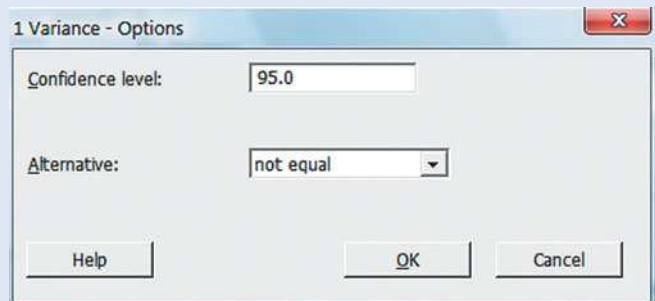 1 Variance - Options
Confidence level: 95.0
Alternative: not equal
Help OK Cancel